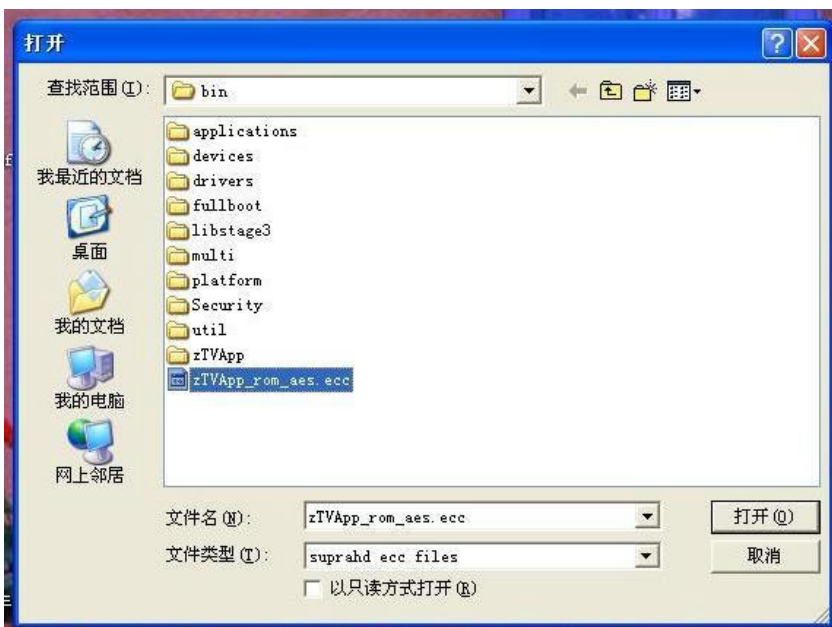 打开
查找范围(I):
bin
我最近的文档
桌面
我的文档
我的电脑
网上邻居
applications
devices
drivers
fullboot
libstage3
multi
platform
Security
util
zTVApp
zTVApp_rom_aes.ecc
文件名(N):
zTVApp_rom_aes.ecc
打开(O)
文件类型(T):
suprahd ecc files
取消
以只读方式打开(R)